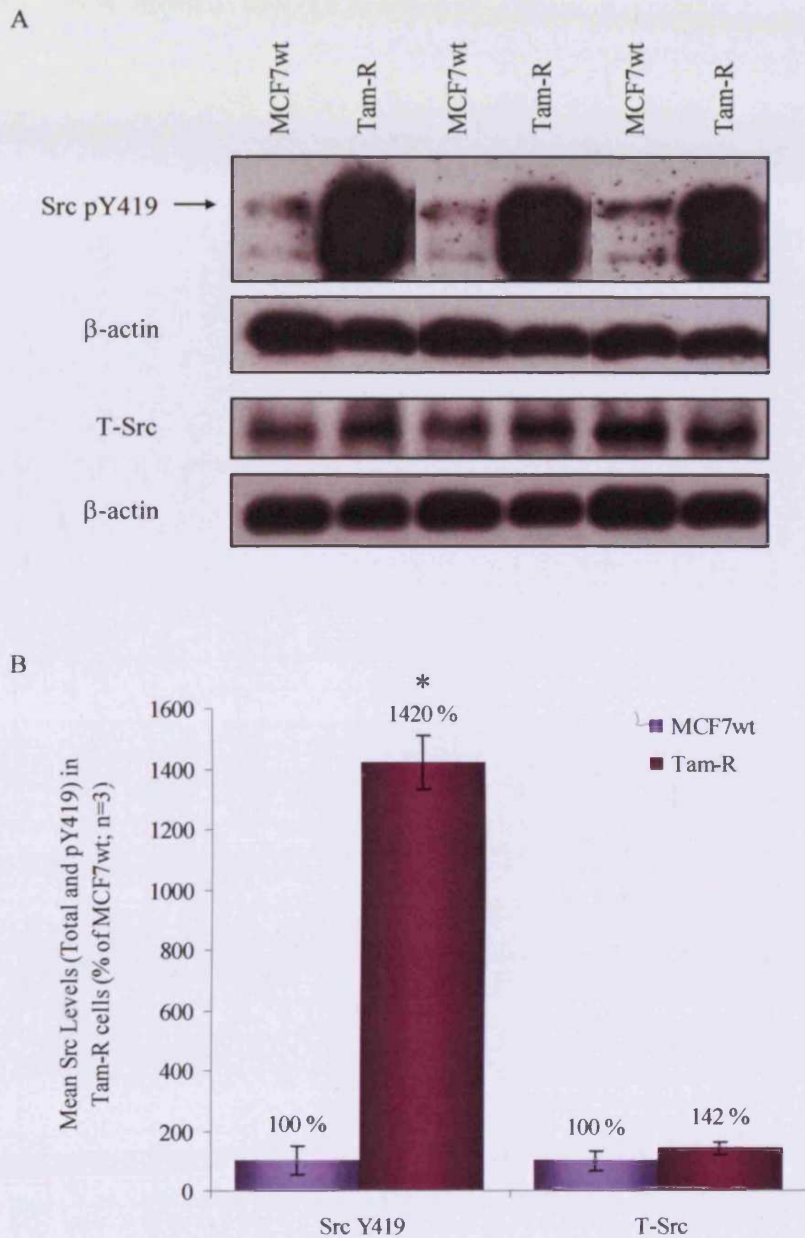 A
MCF7wt Tam-R MCF7wt Tam-R MCF7wt Tam-R
Src pY419 →
β-actin
T-Src
β-actin
B
Mean Src Levels (Total and pY419) in
Tam-R cells (% of MCF7wt; n=3)
1600
1400
1200
1000
800
600
400
200
0
*
1420 %
100 %
100 %
142 %
MCF7wt
Tam-R
Src Y419
T-Src